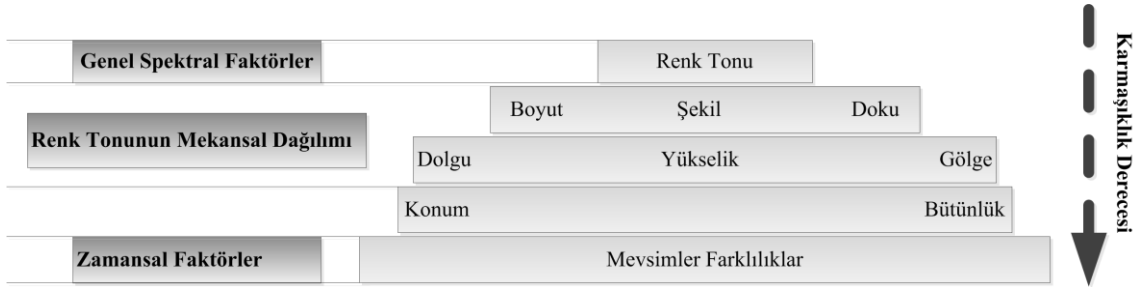 Genel Spektral Faktörler Renk Tonu
Boyut Şekil Doku
Renk Tonunun Mekansal Dağılımı
Dolgu Yükselik Gölge
Konum Bütünlük
Zamansal Faktörler Mevsimler Farklılıklar
Karmaşıklık Derecesi